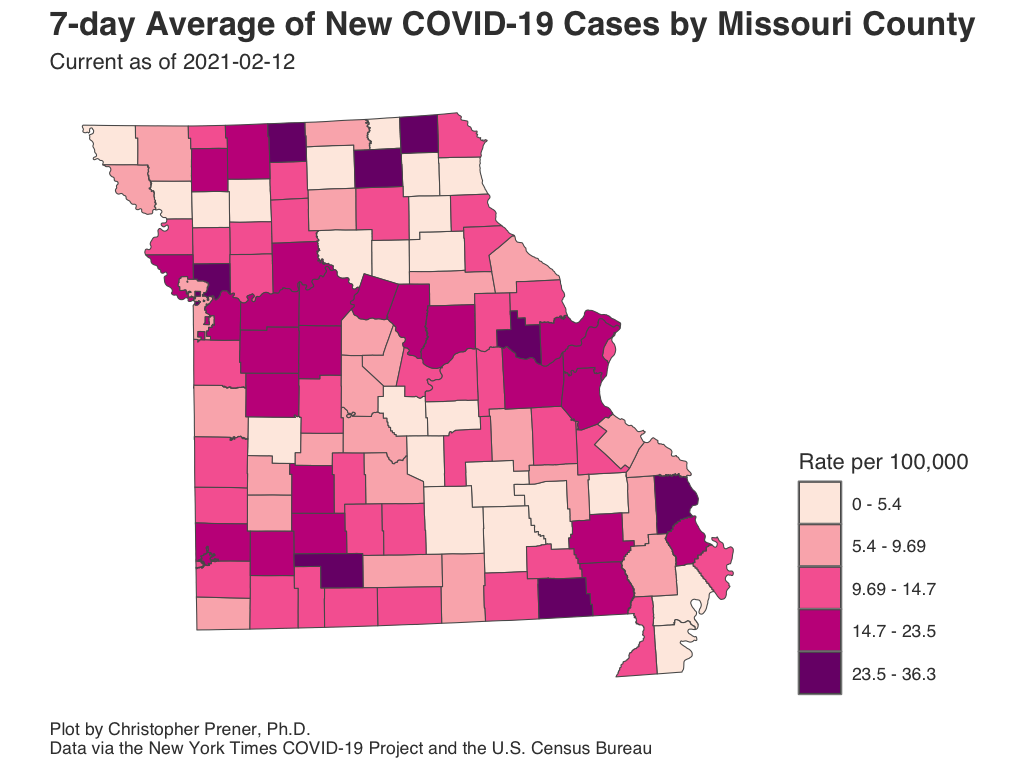 7-day Average of New COVID-19 Cases by Missouri County
Current as of 2021-02-12
Rate per 100,000
0 - 5.4
5.4 - 9.69
9.69 - 14.7
14.7 - 23.5
23.5 - 36.3
Plot by Christopher Prener, Ph.D.
Data via the New York Times COVID-19 Project and the U.S. Census Bureau